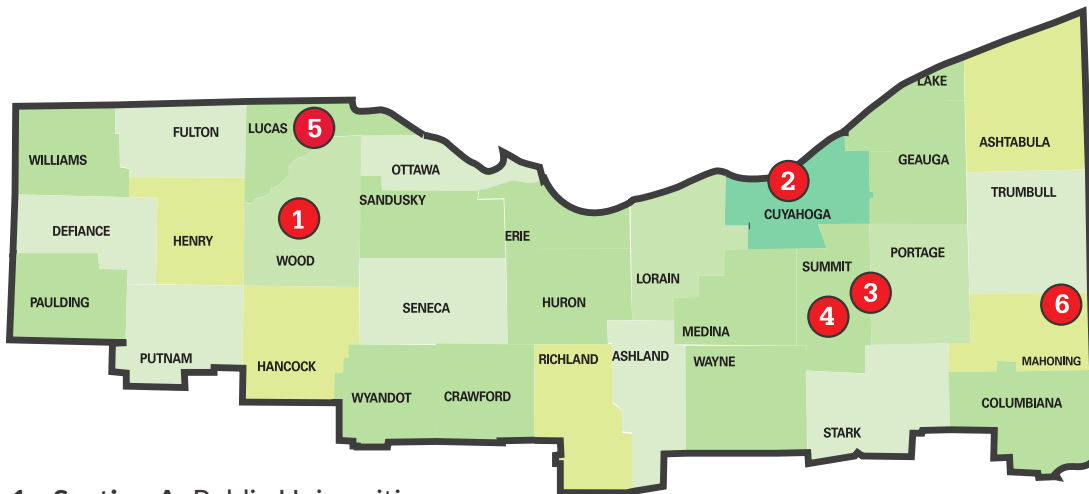 LAKE
FULTON
LUCAS
5
ASHTABULA
WILLIAMS
GEAUGA
OTTAWA
2
TRUMBULL
SANDUSKY
CUYAHOGA
1
DEFIANCE
HENRY
ERIE
WOOD
SUMMIT
PORTAGE
LORAIN
3
PAULDING
SENECA
HURON
4
6
MEDINA
PUTNAM
HANCOCK
RICHLAND
ASHLAND
WAYNE
MAHONING
WYANDOT
CRAWFORD
COLUMBIANA
STARK